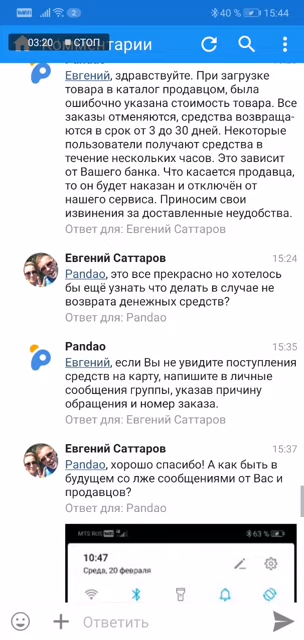 40 % 15:44
03:20 СТОП
Комментарии
Pandao
Евгений, здравствуйте. При загрузке
товара в каталог продавцом, была
ошибочно указана стоимость товара. Все
заказы отменяются, средства возвраща-
ются в срок от 3 до 30 дней. Некоторые
пользователи получают средства в
течение нескольких часов. Это зависит
от Вашего банка. Что касается продавца,
то он будет наказан и отключён от
нашего сервиса. Приносим свои
извинения за доставленные неудобства.
Ответ для: Евгений Саттаров
Евгений Саттаров 15:24
Pandao, это все прекрасно но хотелось
бы ещё узнать что делать в случае не
возврата денежных средств?
Ответ для: Pandao
Pandao 15:35
Евгений, если Вы не увидите поступления
средств на карту, напишите в личные
сообщения группы, указав причину
обращения и номер заказа.
Ответ для: Евгений Саттаров
Евгений Саттаров 15:37
Pandao, хорошо спасибо! А как быть в
будущем со лже сообщениями от Вас и
продавцов?
Ответ для: Pandao
MTS RUS 63 %
10:47
Среда, 20 февраля
Ответить